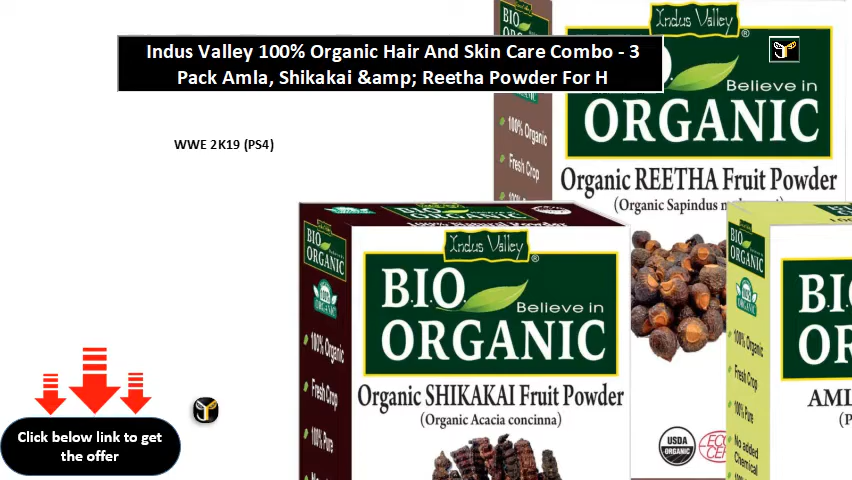 Indus Valley 100% Organic Hair And Skin Care Combo - 3
Pack Amla, Shikakai &amp; Reetha Powder For H
WWE 2K19 (PS4)
Indus Valley
®
BIO
ORGANIC
100% Organic
Fresh Crop
B.I.O.
Believe in
ORGANIC
Organic REETHA Fruit Powder
(Organic Sapindus
USDA
ORGANIC
Indus Valley
®
BIO
ORGANIC
100% Organic
Fresh Crop
100% Pure
B.I.O.
Believe in
ORGANIC
Organic SHIKAKAI Fruit Powder
(Organic Acacia concinna)
BIO
ORGANIC
100% Organic
Fresh Crop
100% Pure
No added
Chemical
BI
OR
AML
(P
Click below link to get
the offer